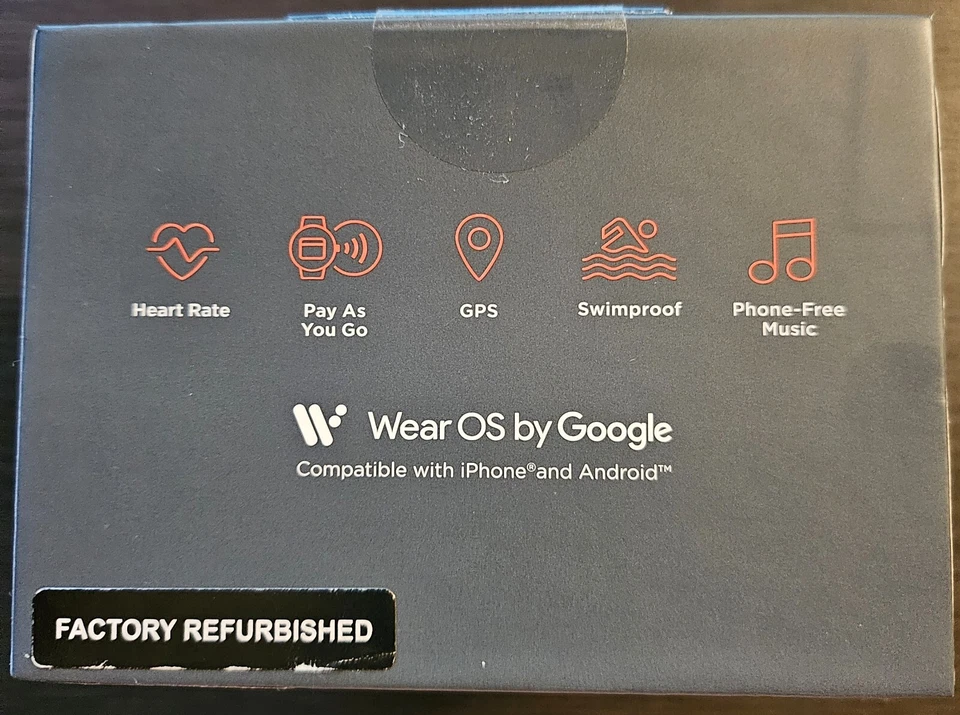 Heart Rate
Pay As
You Go
GPS
Swimproof
Phone-Free
Music
Wear OS by Google
Compatible with iPhone®and Android™
FACTORY REFURBISHED